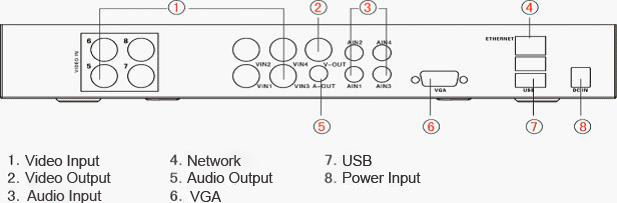 ① ② ③ ④
6 8 AIN2 AIN4 ETHERNET
VIDEO IN
5 7 VIN2 VIN4 V-OUT
VIN1 VIN3 A-OUT AIN1 AIN3 VGA USB DC IN
⑤ ⑥ ⑦ ⑧
1. Video Input 4. Network 7. USB
2. Video Output 5. Audio Output 8. Power Input
3. Audio Input 6. VGA